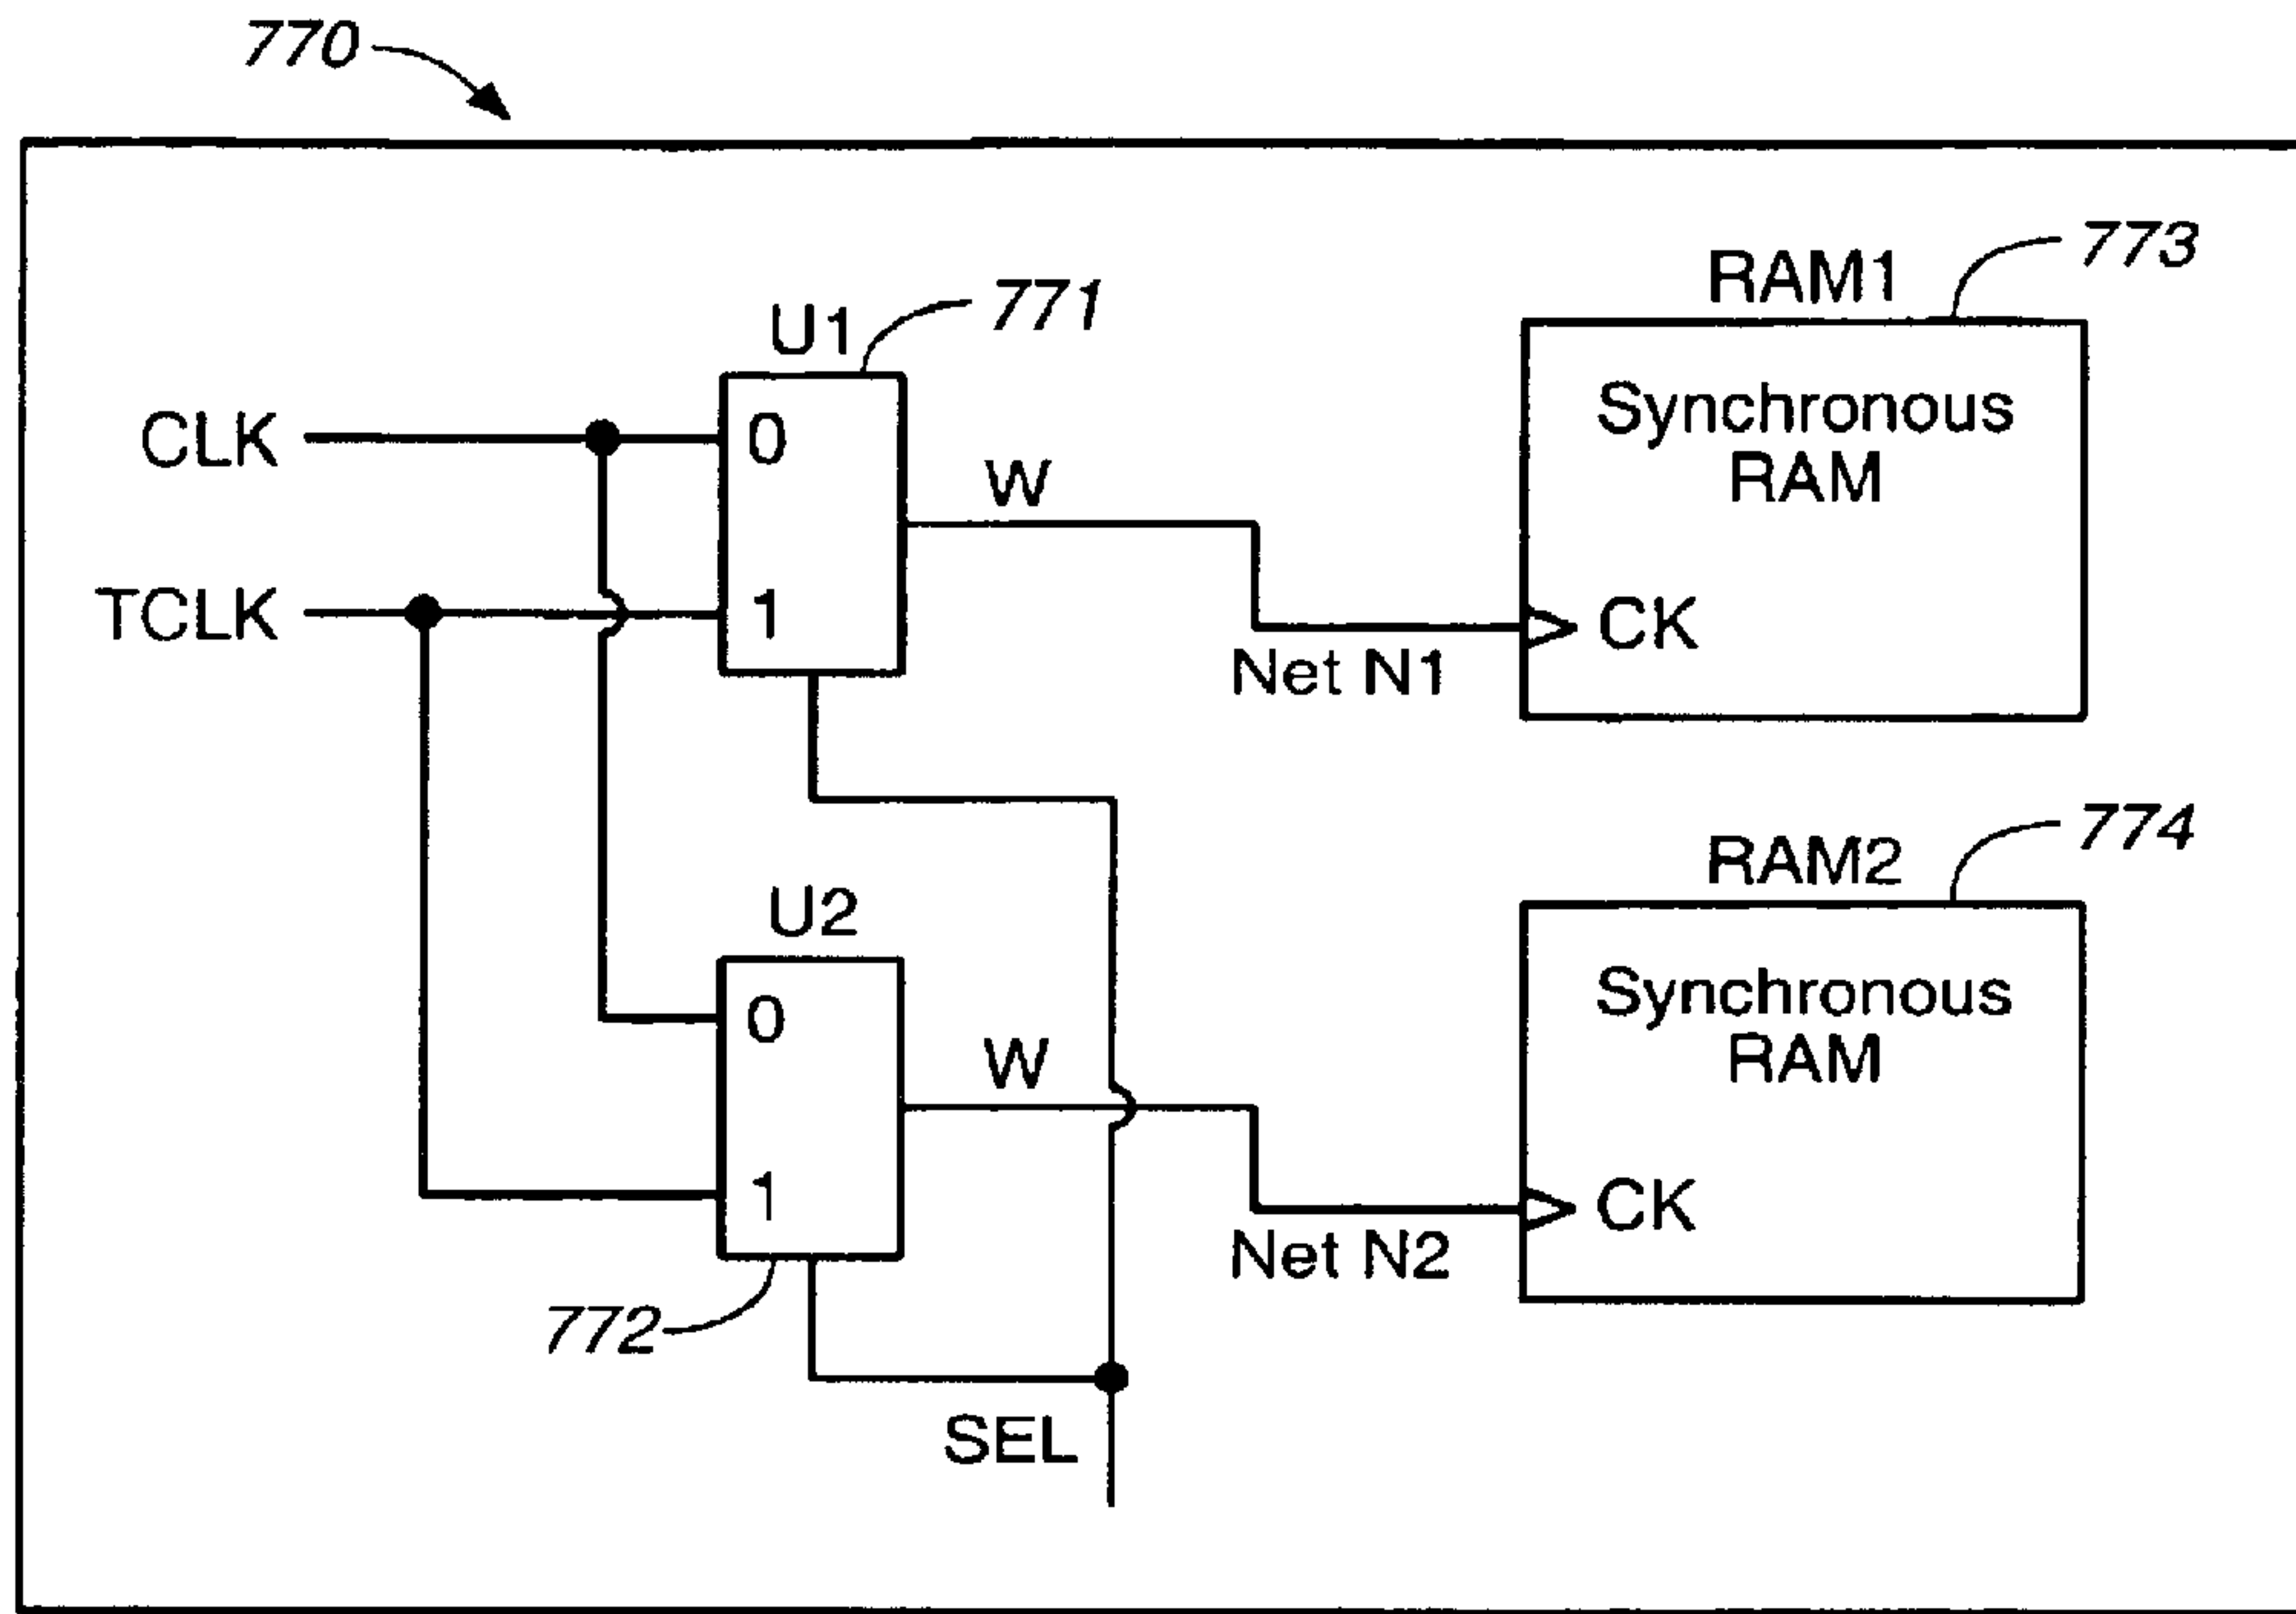 770
RAM1
773
U1
771
Synchronous
RAM
CLK
0
W
TCLK
1
CK
Net N1
RAM2
774
U2
Synchronous
RAM
0
W
1
CK
Net N2
772
SEL